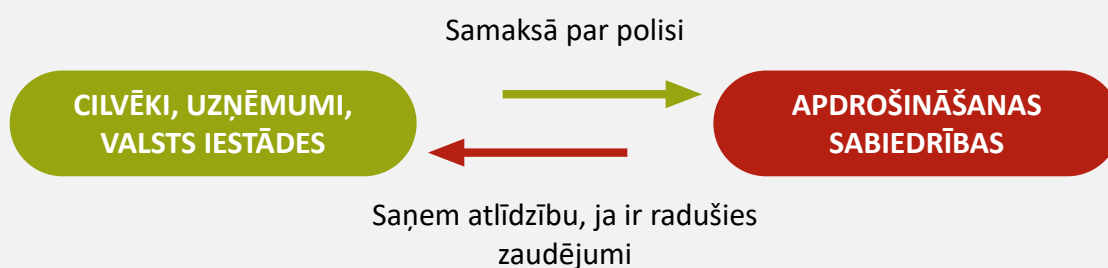 Samaksā par polisi
CILVĒKI, UZŅĒMUMI,
VALSTS IESTĀDES
APDROŠINĀŠANAS
SABIEDRĪBAS
Saņem atlīdzību, ja ir radušies
zaudējumi